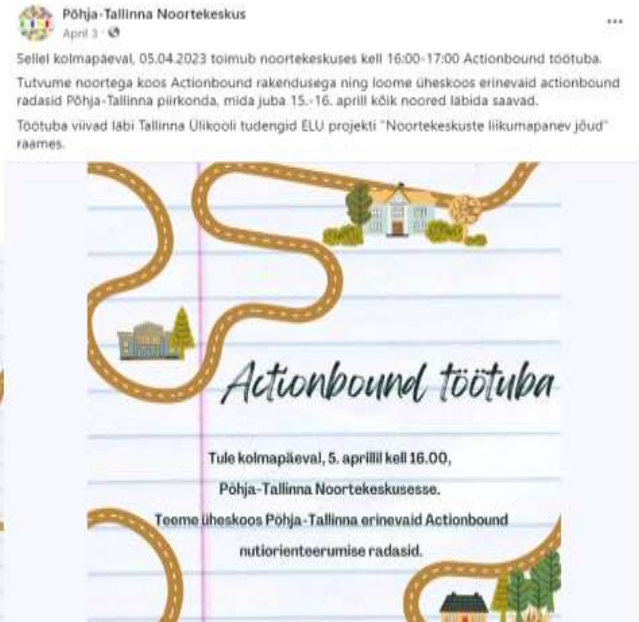 Põhja-Tallinna Noortekeskus
April 3 ·
Sellel kolmapäeval, 05.04.2023 toimub noortekeskuses kell 16:00-17:00 Actionbound töötuba.
Tutvume noortega koos Actionbound rakendusega ning loome üheskoos erinevaid actionbound
radasid Põhja-Tallinna piirkonda, mida juba 15.-16. aprill kõik noored läbida saavad.
Töötuba viivad läbi Tallinna Ülikooli tudengid ELU projekti "Noortekeskuste liikumapanev jõud"
raames.
Actionbound töötuba
Tule kolmapäeval, 5. aprillil kell 16.00,
Põhja-Tallinna Noortekeskusesse.
Teeme üheskoos Põhja-Tallinna erinevaid Actionbound
nutiorienteerumise radasid.